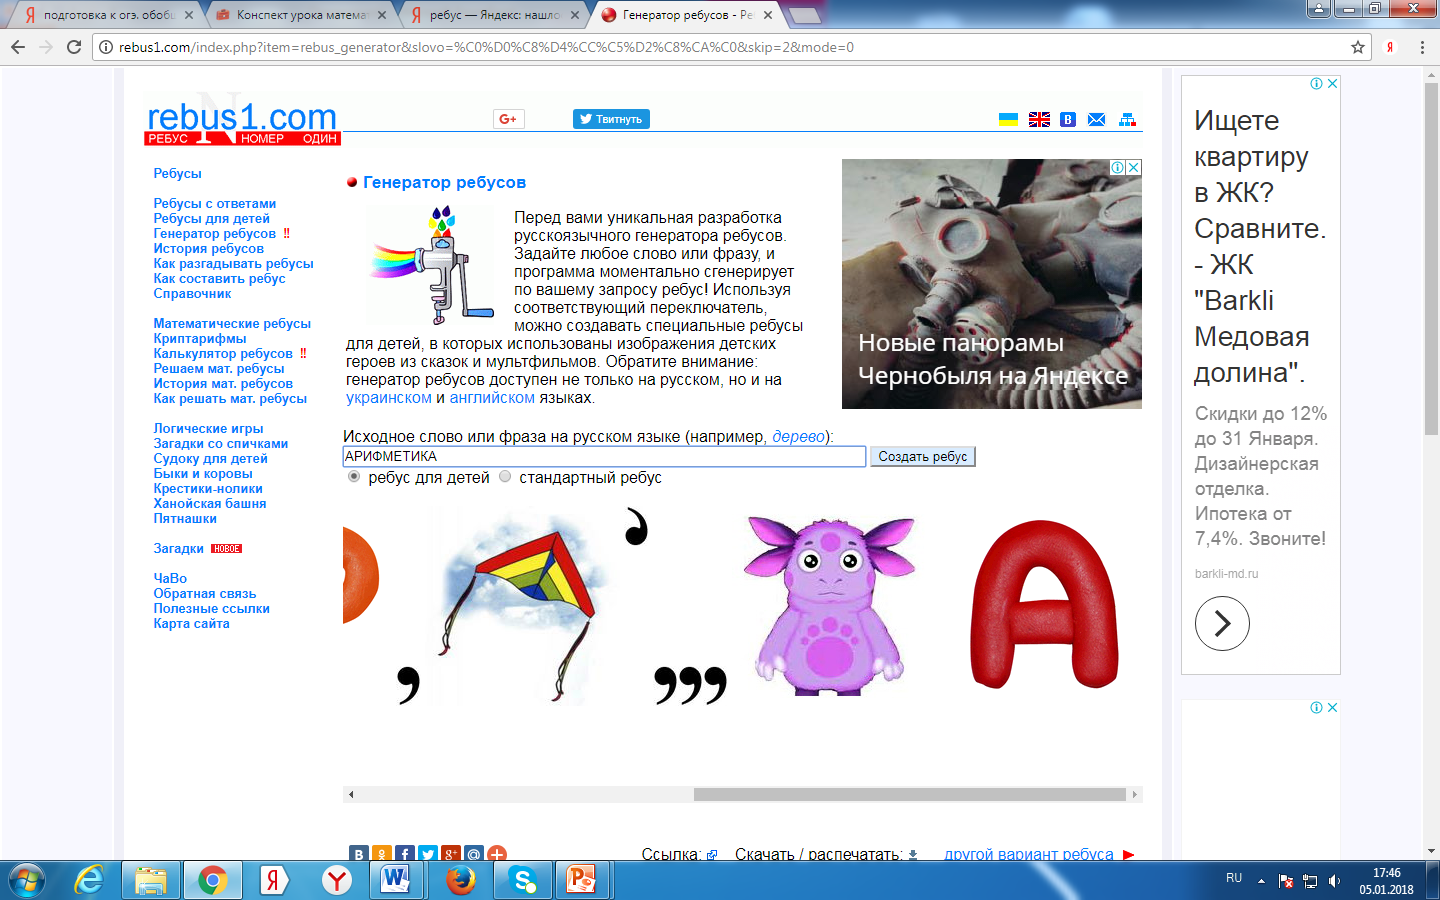 подготовка к огэ. обобщ
Конспект урока математ
ребус — Яндекс: нашло
Генератор ребусов - Ре
rebus1.com/index.php?item=rebus_generator&slovo=%C0%D0%C8%D4%CC%C5%D2%C8%CA%C0&skip=2&mode=0
rebus1.com
РЕБУС N НОМЕР ОДИН
G+
Твитнуть
B
Ребусы
Ребусы с ответами
Ребусы для детей
Генератор ребусов !!
История ребусов
Как разгадывать ребусы
Как составить ребус
Справочник
Математические ребусы
Криптарифмы
Калькулятор ребусов !!
Решаем мат. ребусы
История мат. ребусов
Как решать мат. ребусы
Логические игры
Загадки со спичками
Судоку для детей
Быки и коровы
Крестики-нолики
Ханойская башня
Пятнашки
Загадки НОВОЕ
ЧаВо
Обратная связь
Полезные ссылки
Карта сайта
Генератор ребусов
Перед вами уникальная разработка
русскоязычного генератора ребусов.
Задайте любое слово или фразу, и
программа моментально сгенерирует
по вашему запросу ребус! Используя
соответствующий переключатель,
можно создавать специальные ребусы
для детей, в которых использованы изображения детских
героев из сказок и мультфильмов. Обратите внимание:
генератор ребусов доступен не только на русском, но и на
украинском и английском языках.
Новые панорамы
Чернобыля на Яндексе
Исходное слово или фраза на русском языке (например, дерево):
АРИФМЕТИКА
Создать ребус
ребус для детей стандартный ребус
, ‚ ,,, А
Ссылка: Скачать / распечатать: другой вариант ребуса
Ищете
квартиру
в ЖК?
Сравните.
- ЖК
"Barkli
Медовая
долина".
Скидки до 12%
до 31 Января.
Дизайнерская
отделка.
Ипотека от
7,4%. Звоните!
barkli-md.ru
RU
17:46
05.01.2018